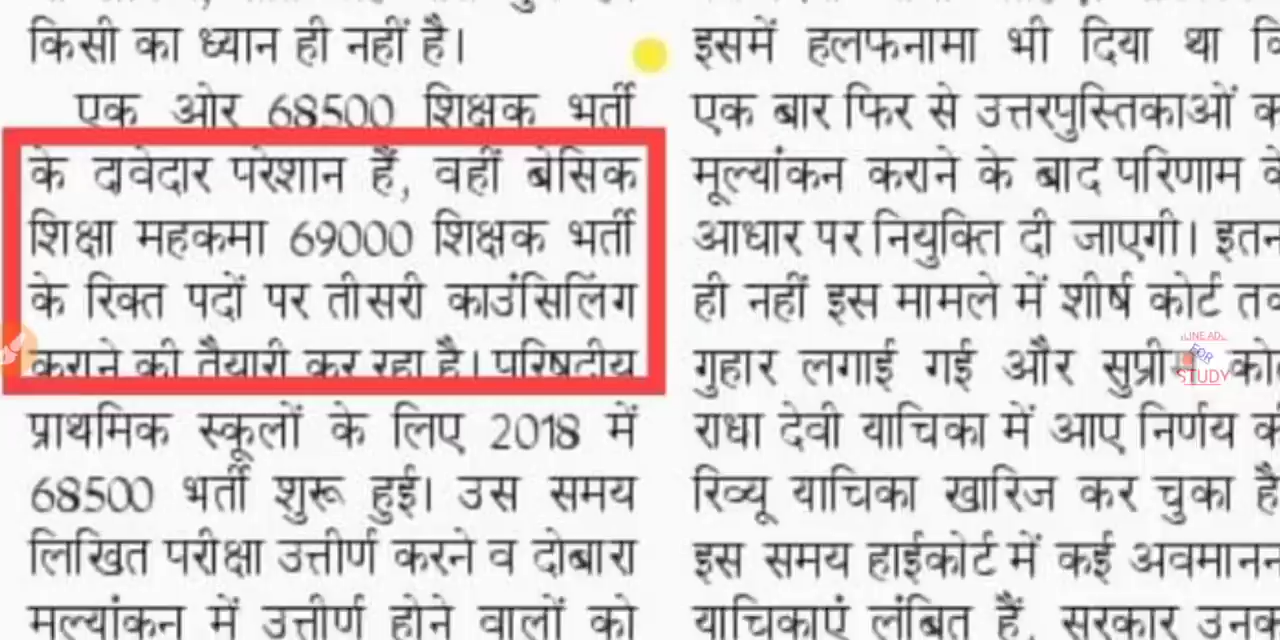 किसी का ध्यान ही नहीं है।
एक ओर 68500 शिक्षक भर्ती
के दावेदार परेशान हैं, वहीं बेसिक
शिक्षा महकमा 69000 शिक्षक भर्ती
के रिक्त पदों पर तीसरी काउंसिलिंग
कराने की तैयारी कर रहा है। परिषदीय
प्राथमिक स्कूलों के लिए 2018 में
68500 भर्ती शुरू हुई। उस समय
लिखित परीक्षा उत्तीर्ण करने व दोबारा
मूल्यांकन में उत्तीर्ण होने वालों को
इसमें हलफनामा भी दिया था
एक बार फिर से उत्तरपुस्तिकाओं
मूल्यांकन कराने के बाद परिणाम
आधार पर नियुक्ति दी जाएगी।
ही नहीं इस मामले में शीर्ष कोर्ट
गुहार लगाई गई और
राधा देवी याचिका में आए निर्णय
रिव्यू याचिका खारिज कर चुका
इस समय हाईकोर्ट में कई
याचिकाएं लंबित हैं, सरकार
FOR
STUDY